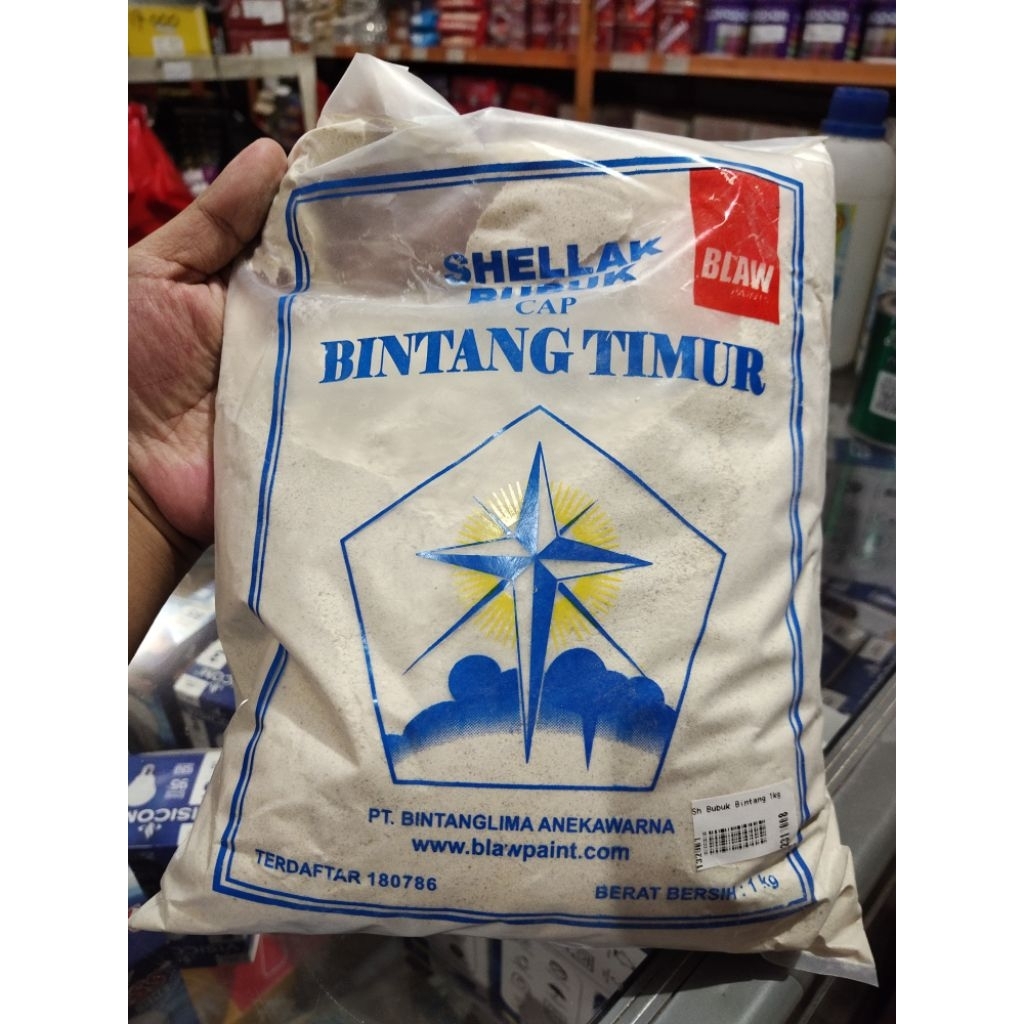 SHELLAK
BUBUK
CAP
BINTANG TIMUR
BLAW
PT. BINTANGLIMA ANEKAWARNA
www.blawpaint.com
TERDAFTAR 180786
BERAT BERSIH : 1 kg
Sh Bubuk Bintang 1kg